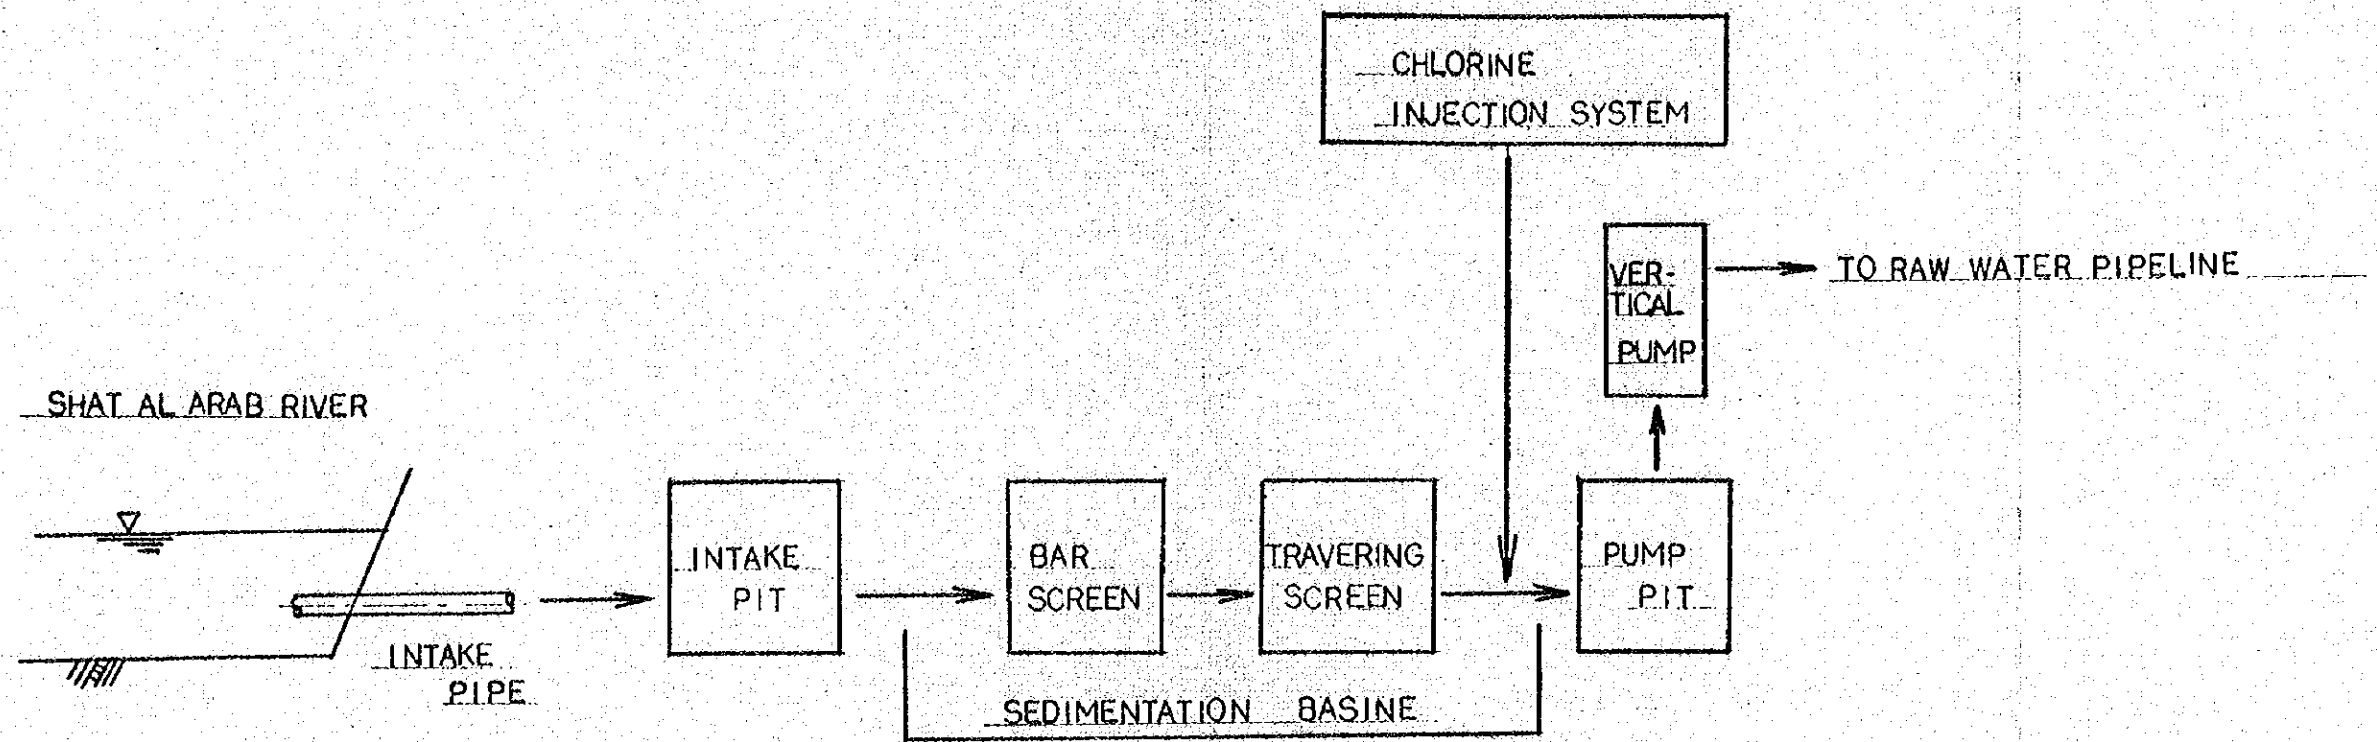 CHLORINE
INJECTION SYSTEM
VER-
TICAL
PUMP
TO RAW WATER PIPELINE
SHAT AL ARAB RIVER
INTAKE
PIPE
INTAKE
PIT
BAR
SCREEN
TRAVERING
SCREEN
PUMP
PIT
SEDIMENTATION BASINE